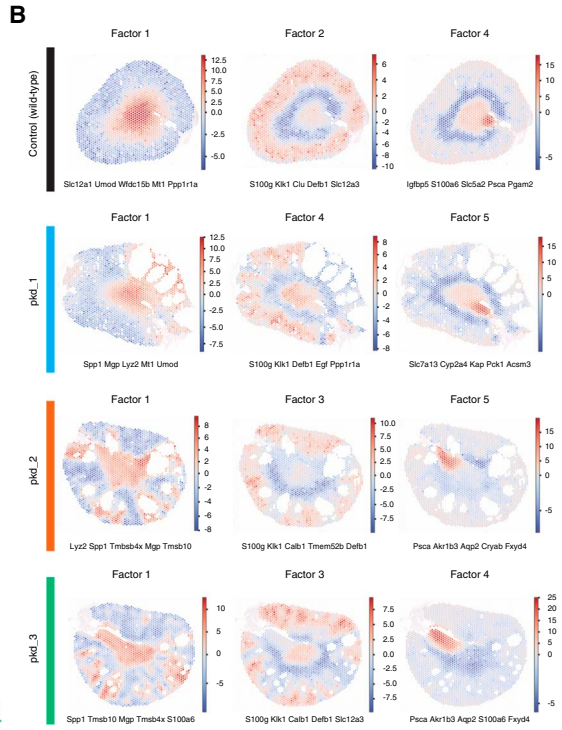 B
Factor 1 Factor 2 Factor 4
Control (wild-type)
12.5 10.0 7.5 5.0 2.5 0.0 -2.5 -5.0
6 4 2 0 -2 -4 -6 -8 -10
15 10 5 0 -5
Slc12a1 Umod Wfdc15b Mt1 Ppp1r1a
S100g Klk1 Clu Defb1 Slc12a3
Igfbp5 S100a6 Slc5a2 Psca Pgam2
Factor 1 Factor 4 Factor 5
pkd_1
12.5 10.0 7.5 5.0 2.5 0.0 -2.5 -5.0 -7.5
8 6 4 2 0 -2 -4 -6 -8
15 10 5 0
Spp1 Mgp Lyz2 Mt1 Umod
S100g Klk1 Defb1 Egf Ppp1r1a
Slc7a13 Cyp2a4 Kap Pck1 Acsm3
Factor 1 Factor 3 Factor 5
pkd_2
8 6 4 2 0 -2 -4 -6 -8
10.0 7.5 5.0 2.5 0.0 -2.5 -5.0 -7.5
15 10 5 0 -5
Lyz2 Spp1 Tmbsb4x Mgp Tmsb10
S100g Klk1 Calb1 Tmem52b Defb1
Psca Akr1b3 Aqp2 Cryab Fxyd4
Factor 1 Factor 3 Factor 4
pkd_3
10 5 0 -5
7.5 5.0 2.5 0.0 -2.5 -5.0 -7.5
25 20 15 10 5 0 -5
Spp1 Tmsb10 Mgp Tmsb4x S100a6
S100g Klk1 Calb1 Defb1 Slc12a3
Psca Akr1b3 Aqp2 S100a6 Fxyd4